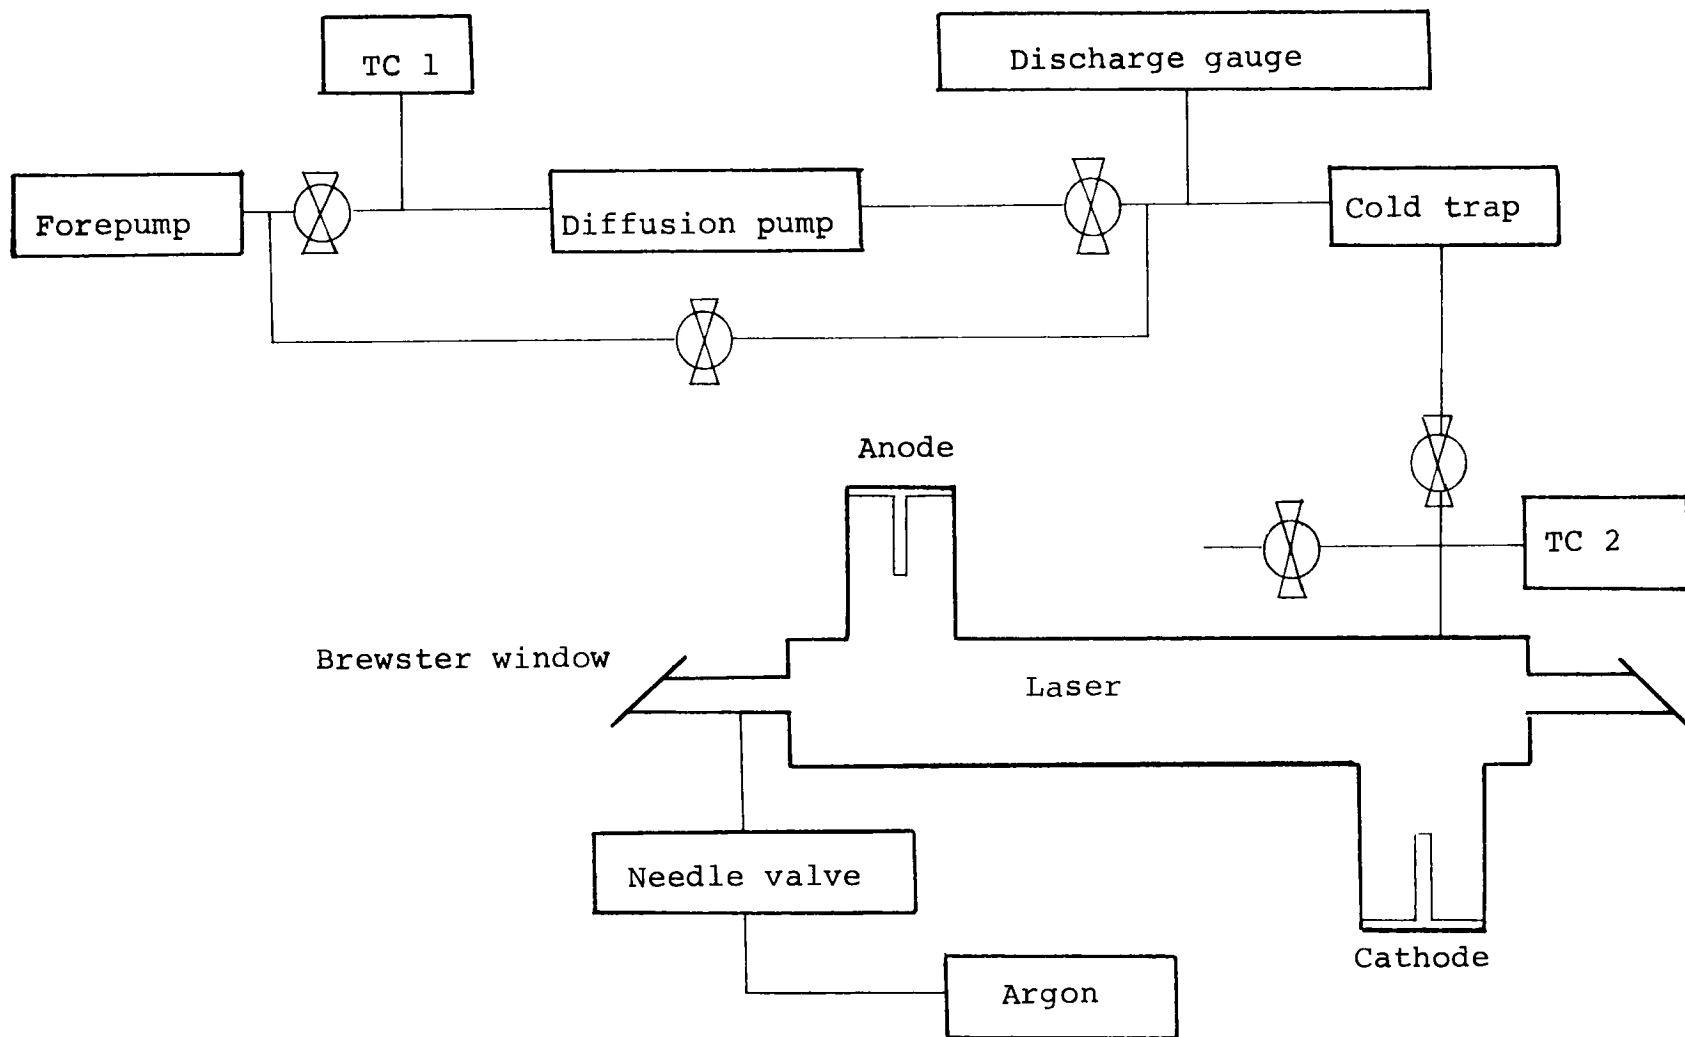 TC 1
Discharge gauge
Forepump
Diffusion pump
Cold trap
Anode
TC 2
Brewster window
Laser
Needle valve
Cathode
Argon